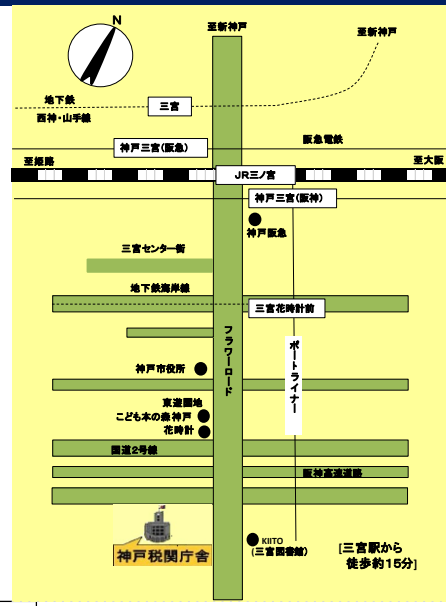 N
至新神戸
至新神戸
地下鉄
西神・山手線
三宮
神戸三宮(阪急)
阪急電鉄
至姫路
至大阪
JR三ノ宮
神戸三宮(阪神)
神戸阪急
三宮センター街
地下鉄海岸線
三宮花時計前
フラワーロード
ポートライナー
神戸市役所
東遊園地
こども本の森神戸
花時計
国道2号線
阪神高速道路
神戸税関庁舎
KIITO
(三宮図書館)
[三宮駅から
徒歩約15分]